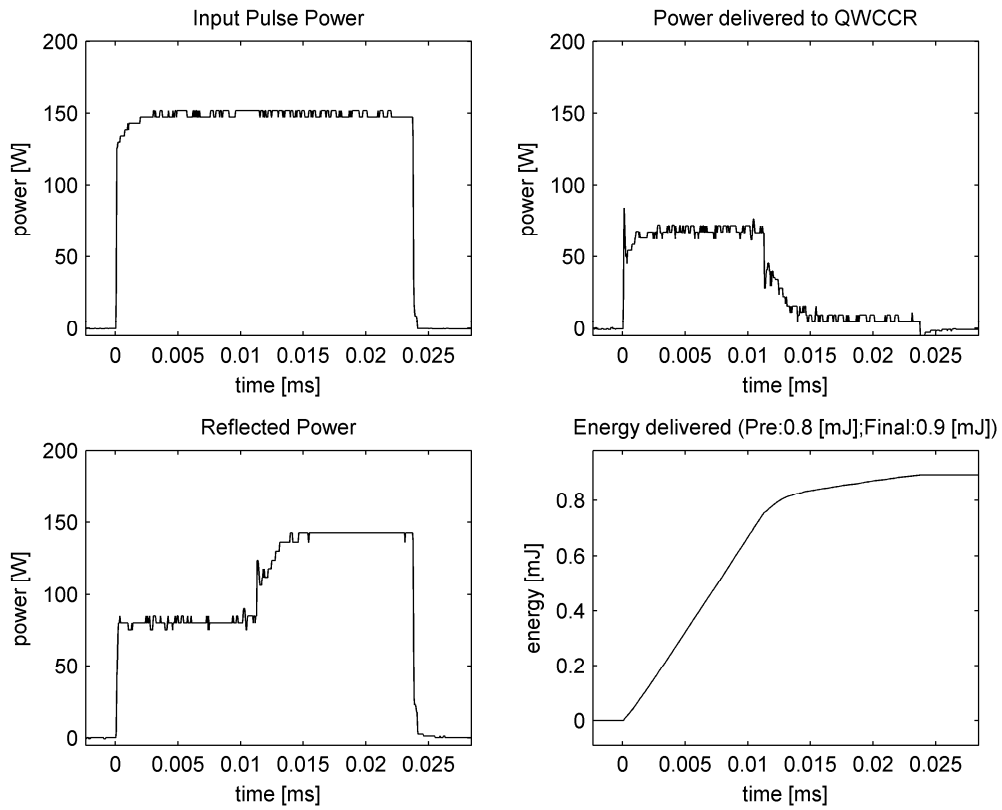 Input Pulse Power
200
150
100
50
0
power [W]
0 0.005 0.01 0.015 0.02 0.025
time [ms]
Power delivered to QWCCR
200
150
100
50
0
power [W]
0 0.005 0.01 0.015 0.02 0.025
time [ms]
Reflected Power
200
150
100
50
0
power [W]
0 0.005 0.01 0.015 0.02 0.025
time [ms]
Energy delivered (Pre:0.8 [mJ];Final:0.9 [mJ])
0.8
0.6
0.4
0.2
0
energy [mJ]
0 0.005 0.01 0.015 0.02 0.025
time [ms]